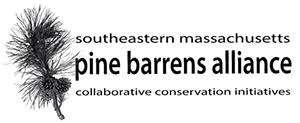 southeastern massachusetts
pine barrens alliance
collaborative conservation initiatives